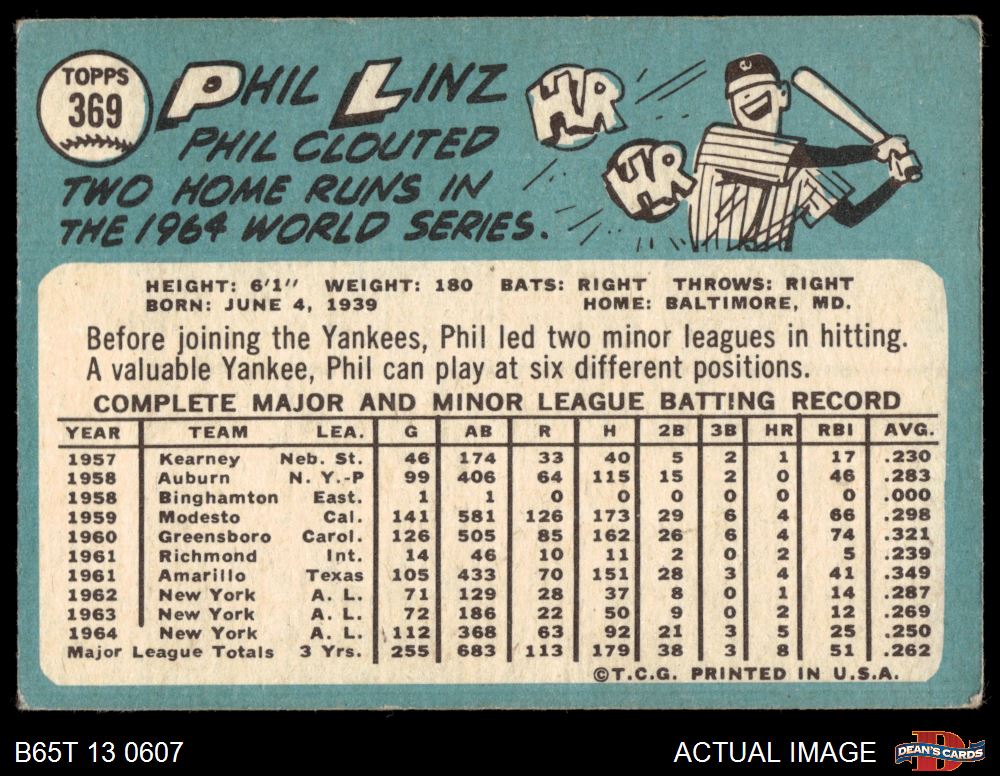 TOPPS
369
PHIL LINZ
PHIL CLOUTED
TWO HOME RUNS IN
THE 1964 WORLD SERIES.
HR
HR
HEIGHT: 6'1" WEIGHT: 180 BATS: RIGHT THROWS: RIGHT
BORN: JUNE 4, 1939 HOME: BALTIMORE, MD.
Before joining the Yankees, Phil led two minor leagues in hitting.
A valuable Yankee, Phil can play at six different positions.
COMPLETE MAJOR AND MINOR LEAGUE BATTING RECORD
YEAR TEAM LEA. G AB R H 2B 3B HR RBI AVG.
1957 Kearney Neb. St. 46 174 33 40 5 2 1 17 .230
1958 Auburn N. Y.-P 99 406 64 115 15 2 0 46 .283
1958 Binghamton East. 1 1 0 0 0 0 0 0 .000
1959 Modesto Cal. 141 581 126 173 29 6 4 66 .298
1960 Greensboro Carol. 126 505 85 162 26 6 4 74 .321
1961 Richmond Int. 14 46 10 11 2 0 2 5 .239
1961 Amarillo Texas 105 433 70 151 28 3 4 41 .349
1962 New York A. L. 71 129 28 37 8 0 1 14 .287
1963 New York A. L. 72 186 22 50 9 0 2 12 .269
1964 New York A. L. 112 368 63 92 21 3 5 25 .250
Major League Totals 3 Yrs. 255 683 113 179 38 3 8 51 .262
©T.C.G. PRINTED IN U.S.A.
B65T 13 0607
ACTUAL IMAGE
DEAN'S CARDS